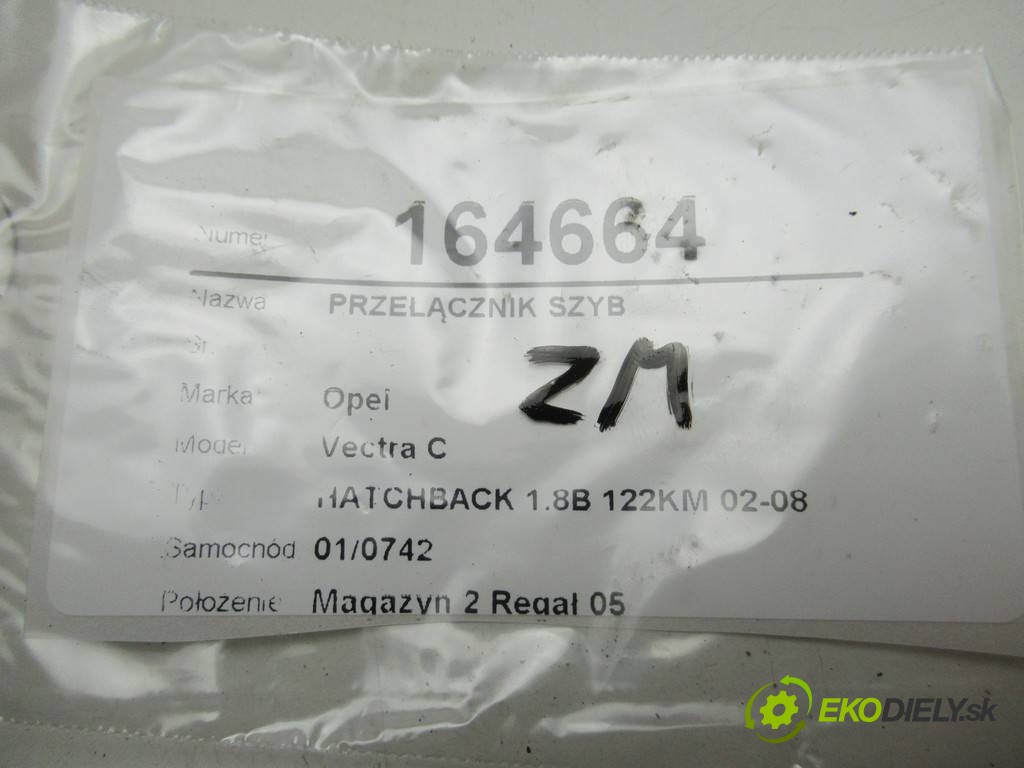 Numer 164664
Nazwa PRZELĄCZNIK SZYB
ZM
Marka Opel
Model Vectra C
Typ HATCHBACK 1.8B 122KM 02-08
Samochód 01/0742
Położenie Magazyn 2 Regał 05
EKODIELY.sk